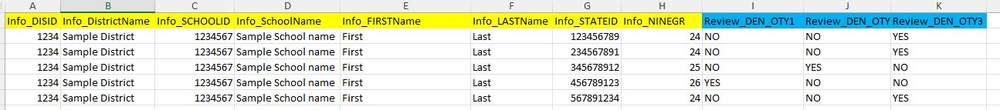 A B C D E F G H I J K
Info_DISID Info_DistrictName Info_SCHOOLID Info_SchoolName Info_FIRSTName Info_LASTName Info_STATEID Info_NINEGR Review_DEN_OTY1 Review_DEN_OTY Review_DEN_OTY3
1234 Sample District 1234567 Sample School name First Last 123456789 24 NO NO YES
1234 Sample District 1234567 Sample School name First Last 234567891 24 NO NO YES
1234 Sample District 1234567 Sample School name First Last 345678912 25 NO YES NO
1234 Sample District 1234567 Sample School name First Last 456789123 26 YES NO NO
1234 Sample District 1234567 Sample School name First Last 567891234 24 NO NO YES